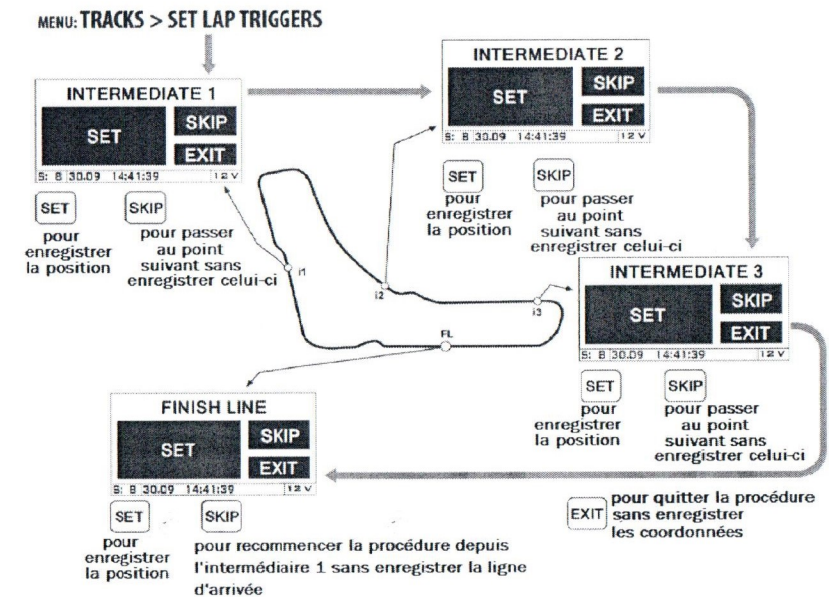 MENU: TRACKS > SET LAP TRIGGERS
INTERMEDIATE 1
SET
SKIP
EXIT
S: 8 30.09 14:41:39 12 V
SET
SKIP
pour
enregistrer
la position
pour passer
au point
suivant sans
enregistrer celui-ci
INTERMEDIATE 2
SET
SKIP
EXIT
S: 8 30.09 14:41:39 12 V
SET
SKIP
pour
enregistrer
la position
pour passer
au point
suivant sans
enregistrer celui-ci
i1
i2
i3
FL
INTERMEDIATE 3
SET
SKIP
EXIT
S: 8 30.09 14:41:39 12 V
SET
SKIP
pour
enregistrer
la position
pour passer
au point
suivant sans
enregistrer celui-ci
FINISH LINE
SET
SKIP
EXIT
S: 8 30.09 14:41:39 12 V
SET
SKIP
pour
enregistrer
la position
pour recommencer la procédure depuis
l'intermédiaire 1 sans enregistrer la ligne
d'arrivée
EXIT
pour quitter la procédure
sans enregistrer
les coordonnées